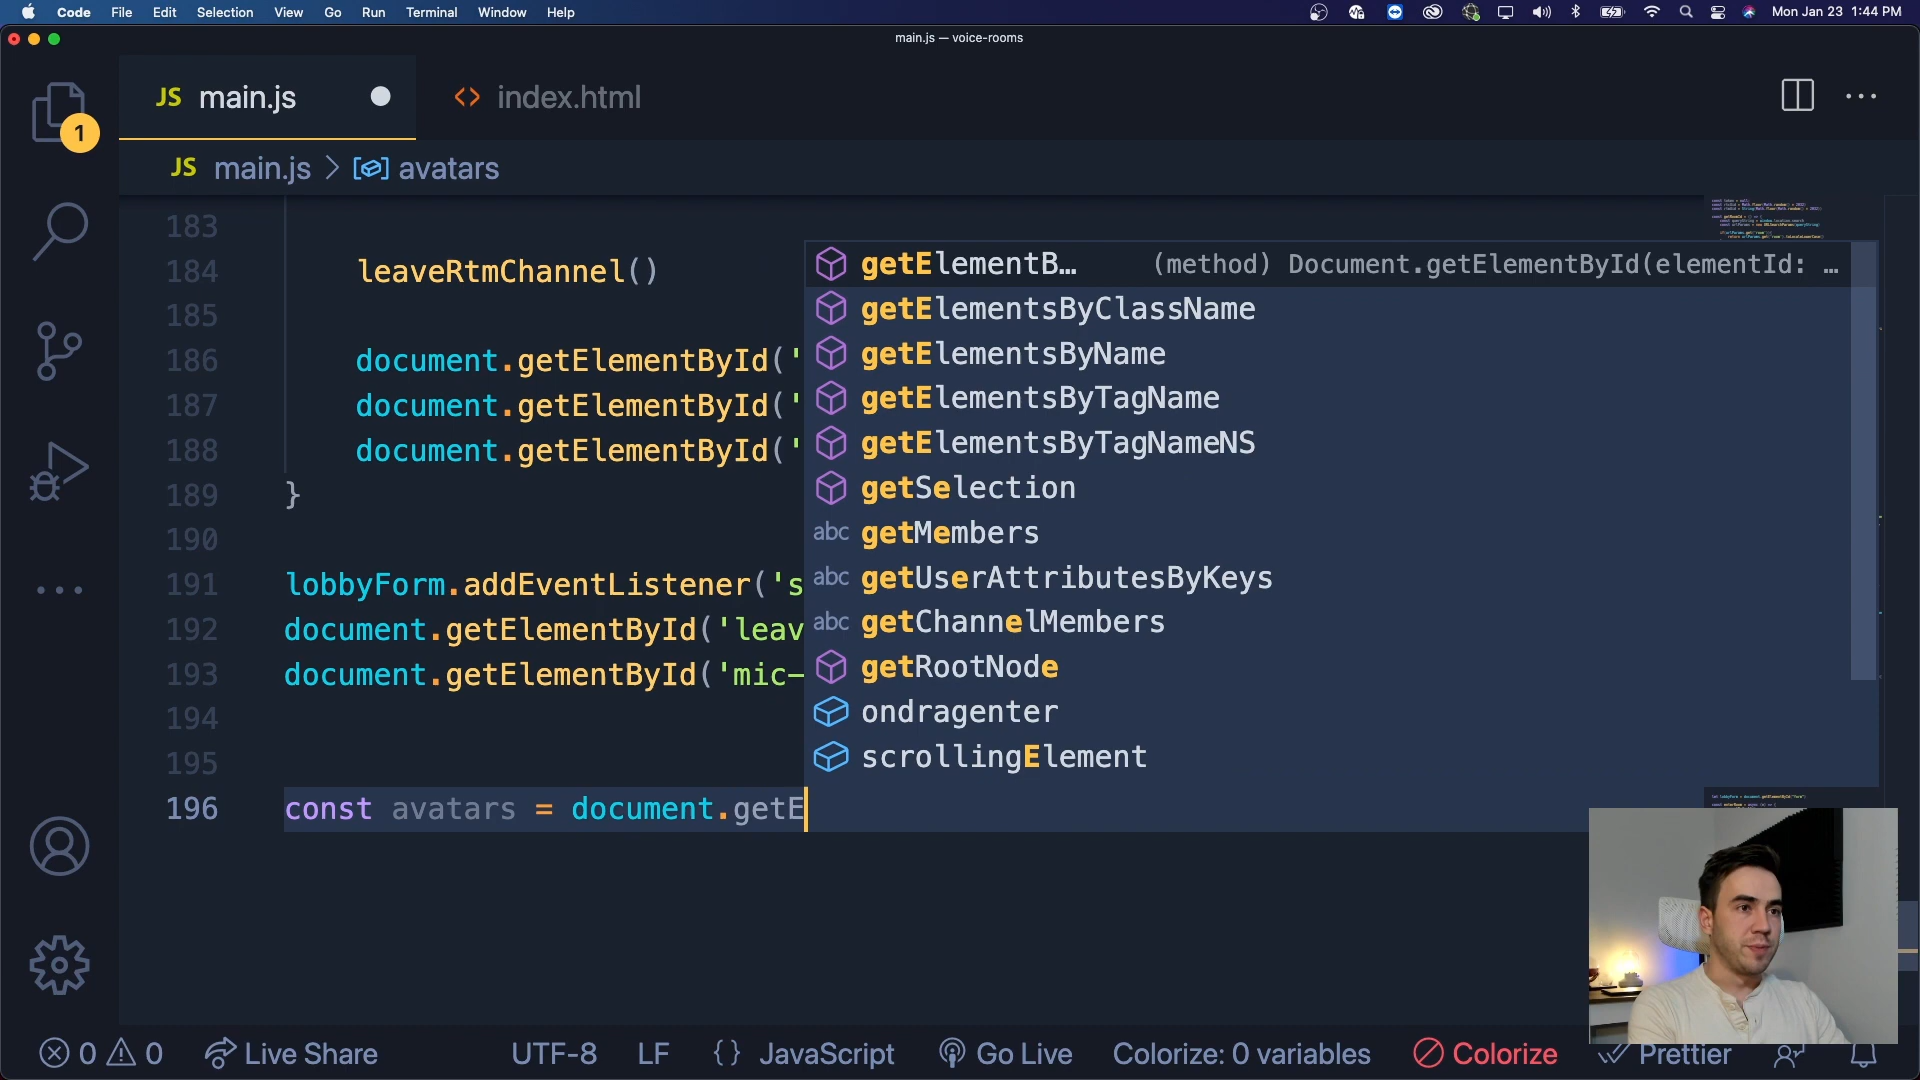 Code File Edit Selection View Go Run Terminal Window Help Mon Jan 23 1:44 PM
main.js — voice-rooms
JS main.js index.html
1
JS main.js > avatars
183
184 leaveRtmChannel()
185
186 document.getElementById('
187 document.getElementById('
188 document.getElementById('
189 }
190
191 lobbyForm.addEventListener('s
192 document.getElementById('leav
193 document.getElementById('mic-
194
195
196 const avatars = document.getE
getElementB… (method) Document.getElementById(elementId: …
getElementsByClassName
getElementsByName
getElementsByTagName
getElementsByTagNameNS
getSelection
abc getMembers
abc getUserAttributesByKeys
abc getChannelMembers
getRootNode
ondragenter
scrollingElement
0 0 Live Share UTF-8 LF {} JavaScript Go Live Colorize: 0 variables Colorize Prettier